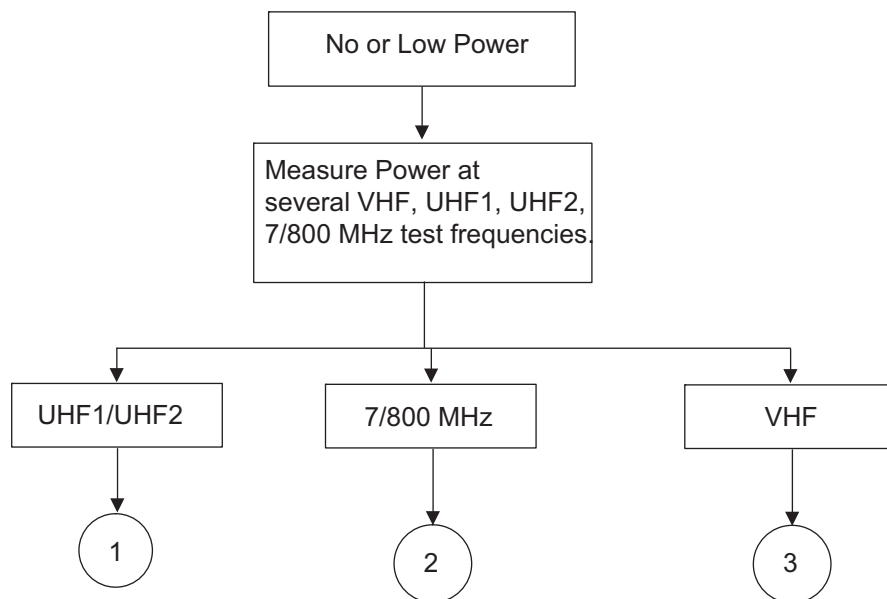 No or Low Power
Measure Power at
several VHF, UHF1, UHF2,
7/800 MHz test frequencies.
UHF1/UHF2
7/800 MHz
VHF
1
2
3